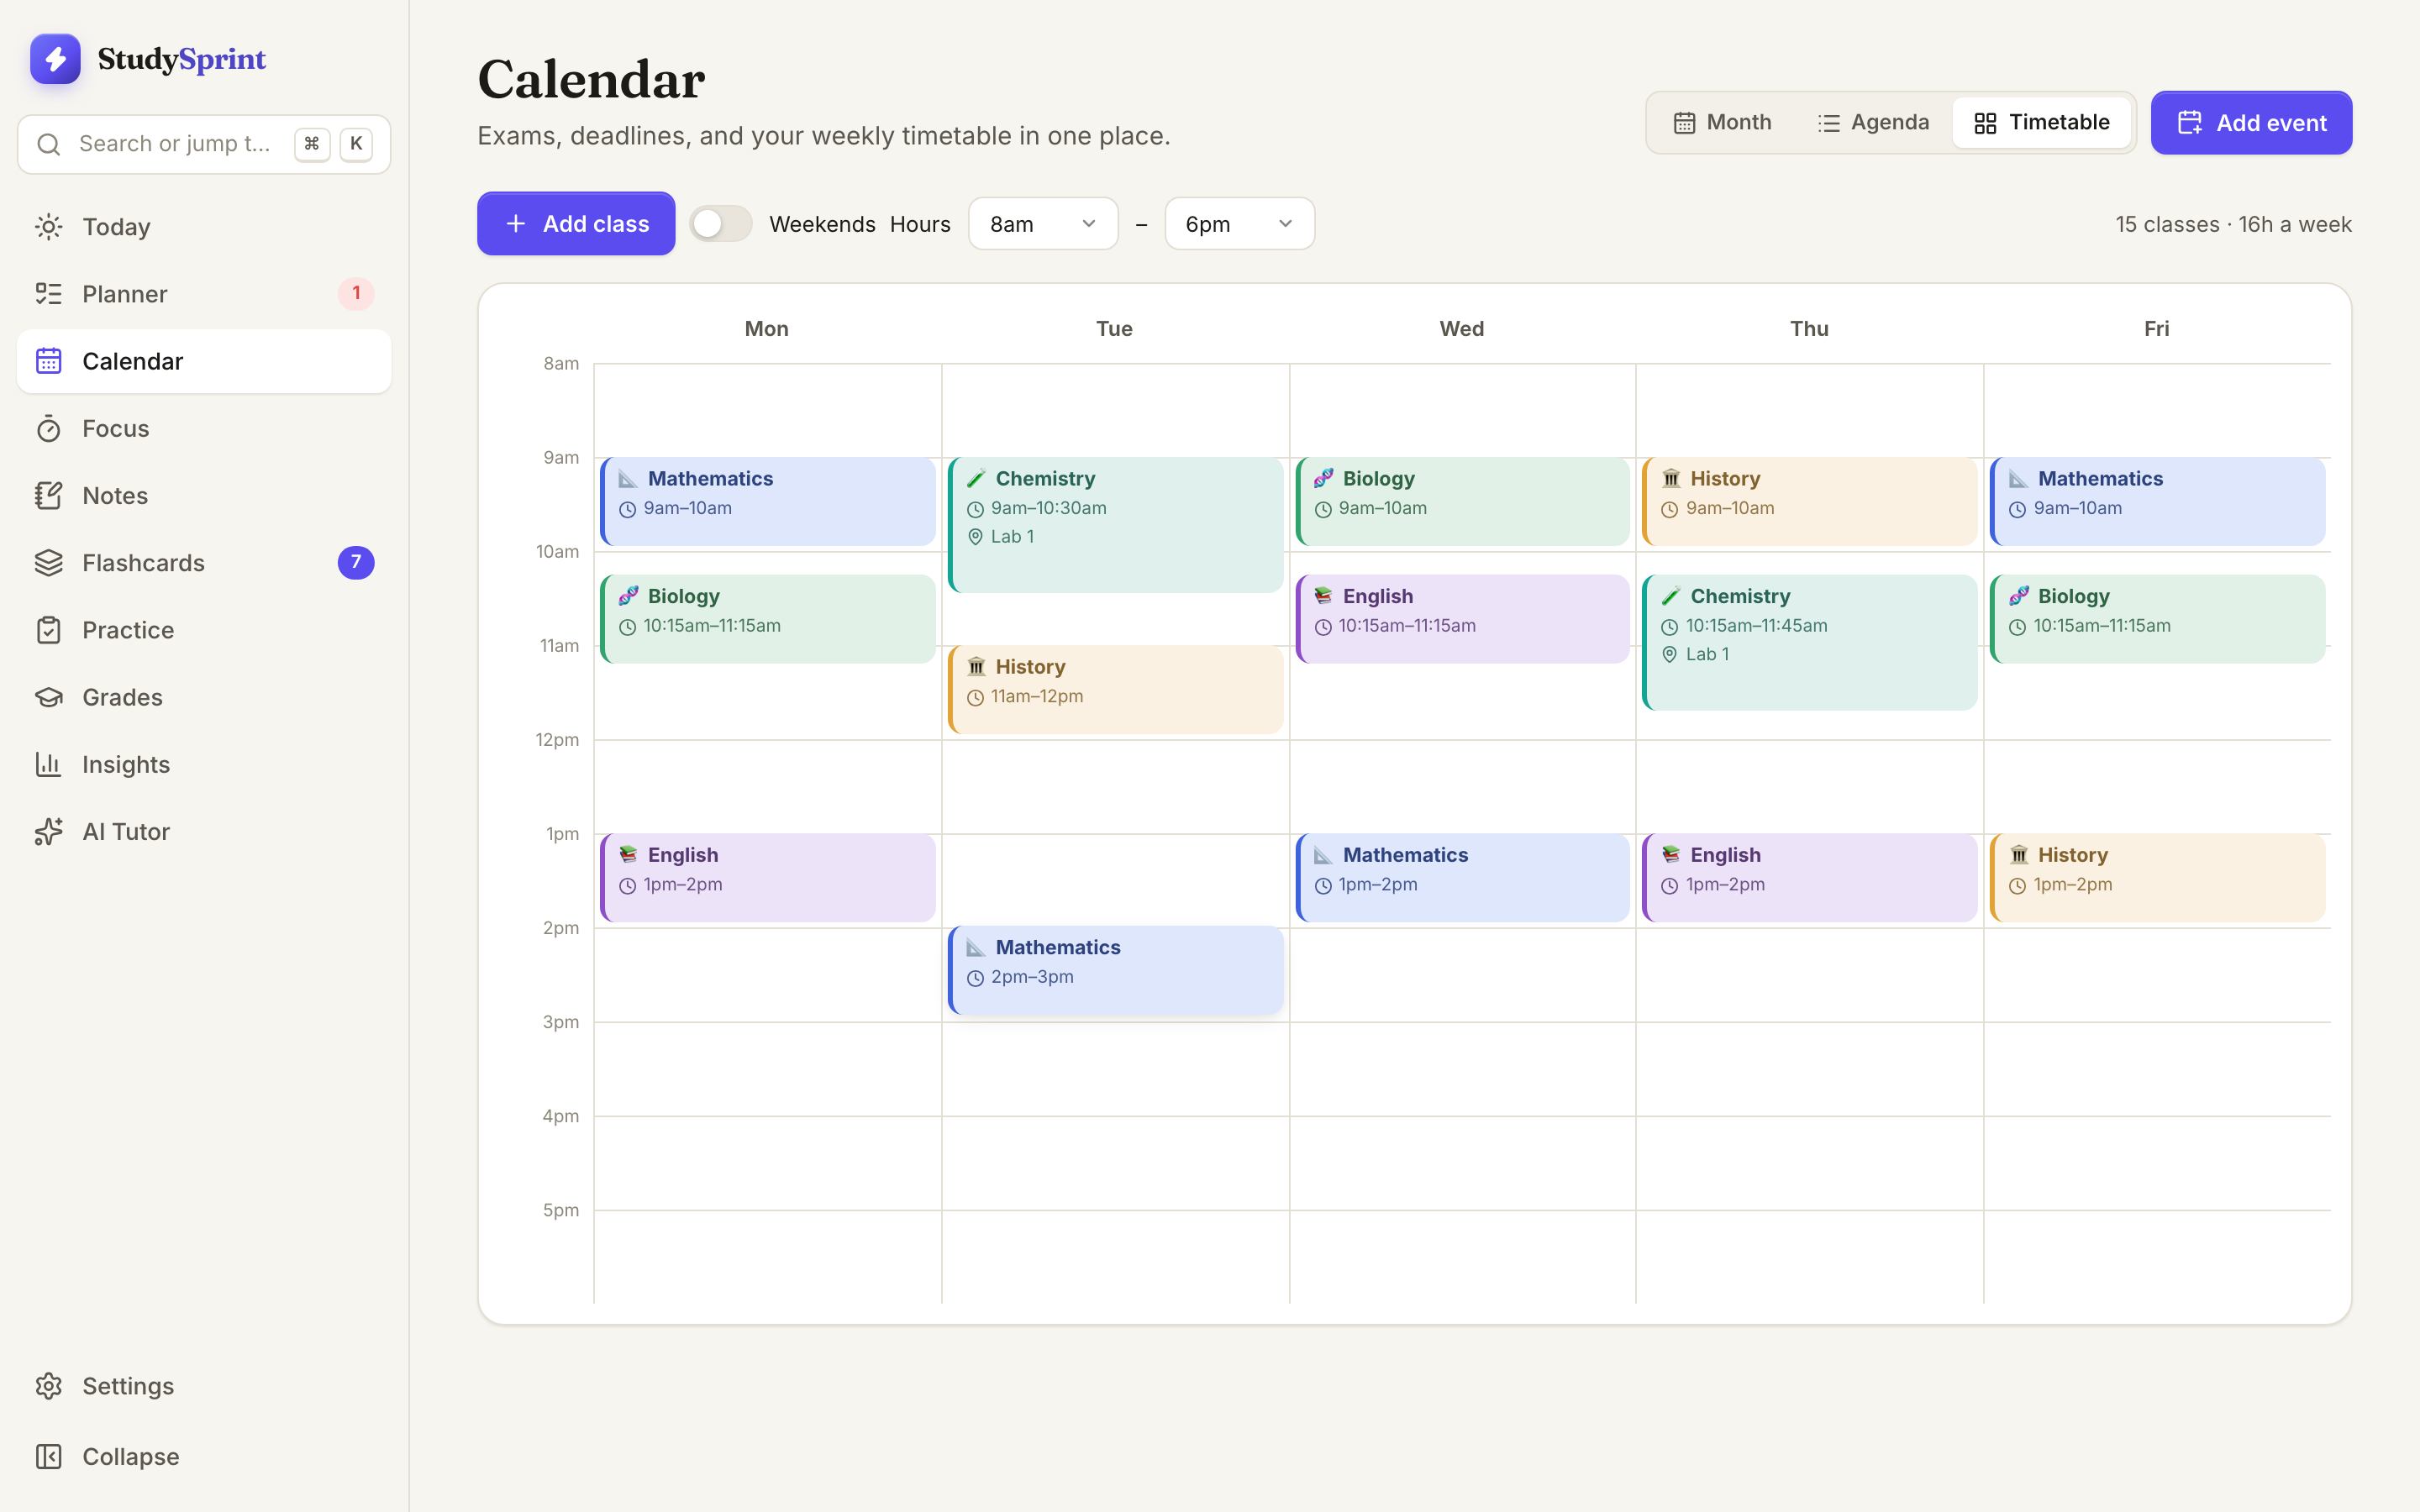 StudySprint
Search or jump t... ⌘ K
Today
Planner 1
Calendar
Focus
Notes
Flashcards 7
Practice
Grades
Insights
AI Tutor
Settings
Collapse
Calendar
Exams, deadlines, and your weekly timetable in one place.
Month Agenda Timetable Add event
Add class Weekends Hours 8am – 6pm 15 classes · 16h a week
Mon Tue Wed Thu Fri
8am
9am
10am
11am
12pm
1pm
2pm
3pm
4pm
5pm
Mathematics
9am–10am
Biology
10:15am–11:15am
English
1pm–2pm
Chemistry
9am–10:30am
Lab 1
History
11am–12pm
Mathematics
2pm–3pm
Biology
9am–10am
English
10:15am–11:15am
Mathematics
1pm–2pm
History
9am–10am
Chemistry
10:15am–11:45am
Lab 1
English
1pm–2pm
Mathematics
9am–10am
Biology
10:15am–11:15am
History
1pm–2pm